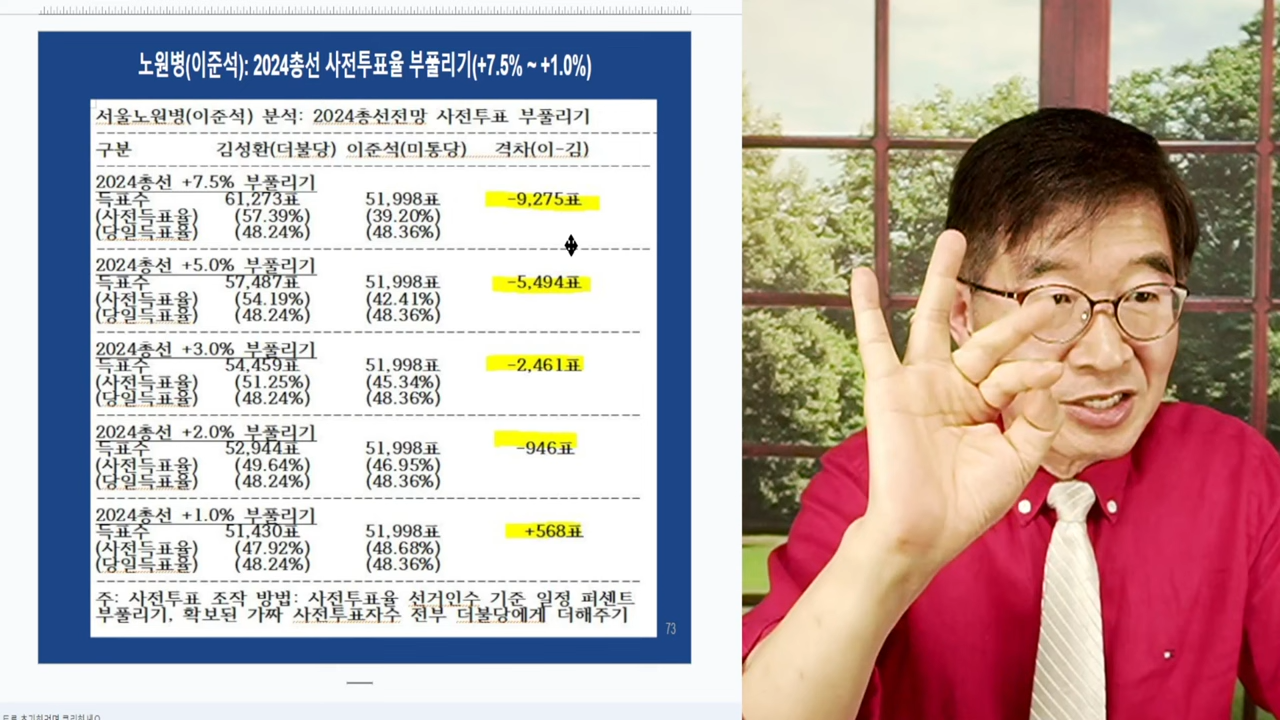 노원병(이준석): 2024총선 사전투표율 부풀리기(+7.5% ~ +1.0%)
서울노원병(이준석) 분석: 2024총선전망 사전투표 부풀리기
구분 김성환(더불당) 이준석(미통당) 격차(이-김)
2024총선 +7.5% 부풀리기
득표수 61,273표 51,998표 -9,275표
(사전득표율) (57.39%) (39.20%)
(당일득표율) (48.24%) (48.36%)
2024총선 +5.0% 부풀리기
득표수 57,487표 51,998표 -5,494표
(사전득표율) (54.19%) (42.41%)
(당일득표율) (48.24%) (48.36%)
2024총선 +3.0% 부풀리기
득표수 54,459표 51,998표 -2,461표
(사전득표율) (51.25%) (45.34%)
(당일득표율) (48.24%) (48.36%)
2024총선 +2.0% 부풀리기
득표수 52,944표 51,998표 -946표
(사전득표율) (49.64%) (46.95%)
(당일득표율) (48.24%) (48.36%)
2024총선 +1.0% 부풀리기
득표수 51,430표 51,998표 +568표
(사전득표율) (47.92%) (48.68%)
(당일득표율) (48.24%) (48.36%)
주: 사전투표 조작 방법: 사전투표율 선거인수 기준 일정 퍼센트
부풀리기, 확보된 가짜 사전투표자수 전부 더불당에게 더해주기
73